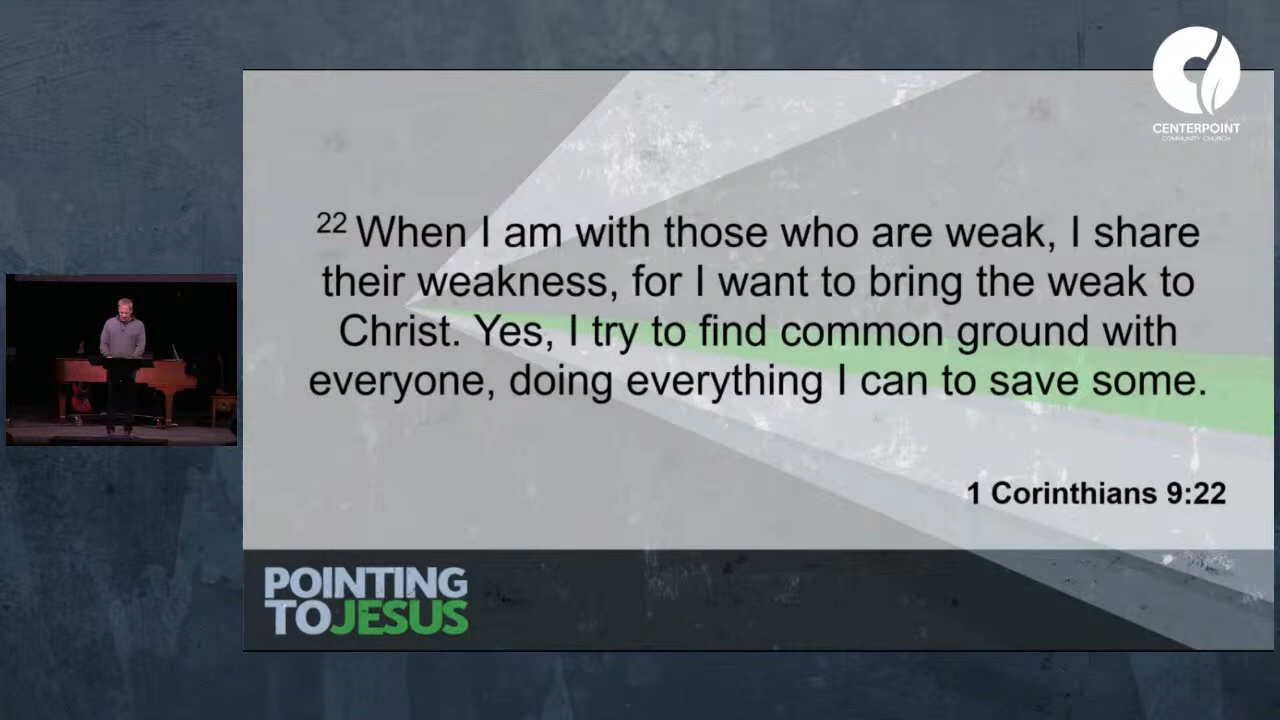 CENTERPOINT
COMMUNITY CHURCH
22 When I am with those who are weak, I share
their weakness, for I want to bring the weak to
Christ. Yes, I try to find common ground with
everyone, doing everything I can to save some.
1 Corinthians 9:22
POINTING
TO JESUS